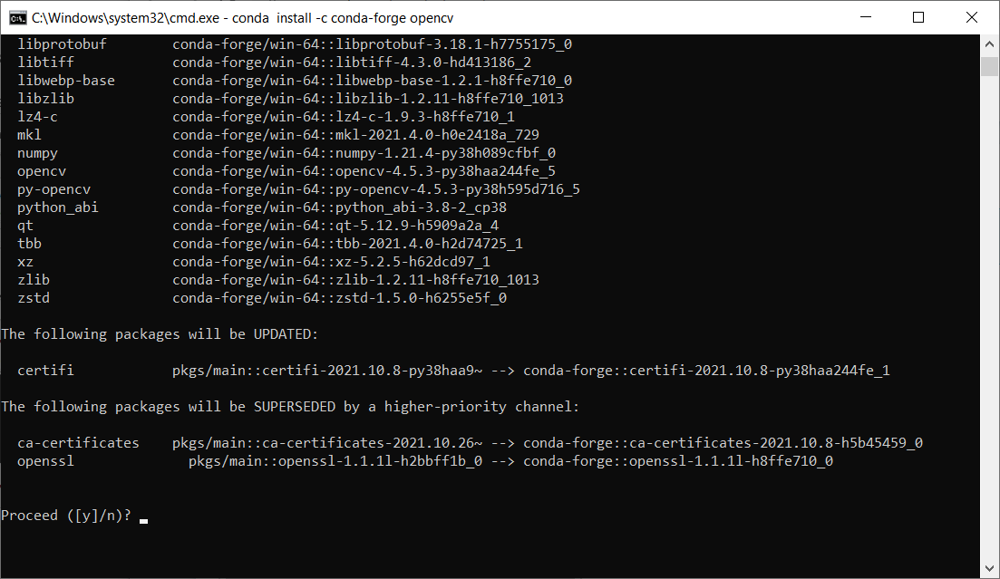 C:\Windows\system32\cmd.exe - conda  install -c conda-forge opencv
libprotobuf        conda-forge/win-64::libprotobuf-3.18.1-h7755175_0
libtiff            conda-forge/win-64::libtiff-4.3.0-hd413186_2
libwebp-base       conda-forge/win-64::libwebp-base-1.2.1-h8ffe710_0
libzlib            conda-forge/win-64::libzlib-1.2.11-h8ffe710_1013
lz4-c              conda-forge/win-64::lz4-c-1.9.3-h8ffe710_1
mkl                conda-forge/win-64::mkl-2021.4.0-h0e2418a_729
numpy              conda-forge/win-64::numpy-1.21.4-py38h089cfbf_0
opencv             conda-forge/win-64::opencv-4.5.3-py38haa244fe_5
py-opencv          conda-forge/win-64::py-opencv-4.5.3-py38h595d716_5
python_abi         conda-forge/win-64::python_abi-3.8-2_cp38
qt                 conda-forge/win-64::qt-5.12.9-h5909a2a_4
tbb                conda-forge/win-64::tbb-2021.4.0-h2d74725_1
xz                 conda-forge/win-64::xz-5.2.5-h62dcd97_1
zlib               conda-forge/win-64::zlib-1.2.11-h8ffe710_1013
zstd               conda-forge/win-64::zstd-1.5.0-h6255e5f_0
The following packages will be UPDATED:
certifi            pkgs/main::certifi-2021.10.8-py38haa9~ --> conda-forge::certifi-2021.10.8-py38haa244fe_1
The following packages will be SUPERSEDED by a higher-priority channel:
ca-certificates    pkgs/main::ca-certificates-2021.10.26~ --> conda-forge::ca-certificates-2021.10.8-h5b45459_0
openssl              pkgs/main::openssl-1.1.1l-h2bbff1b_0 --> conda-forge::openssl-1.1.1l-h8ffe710_0
Proceed ([y]/n)?